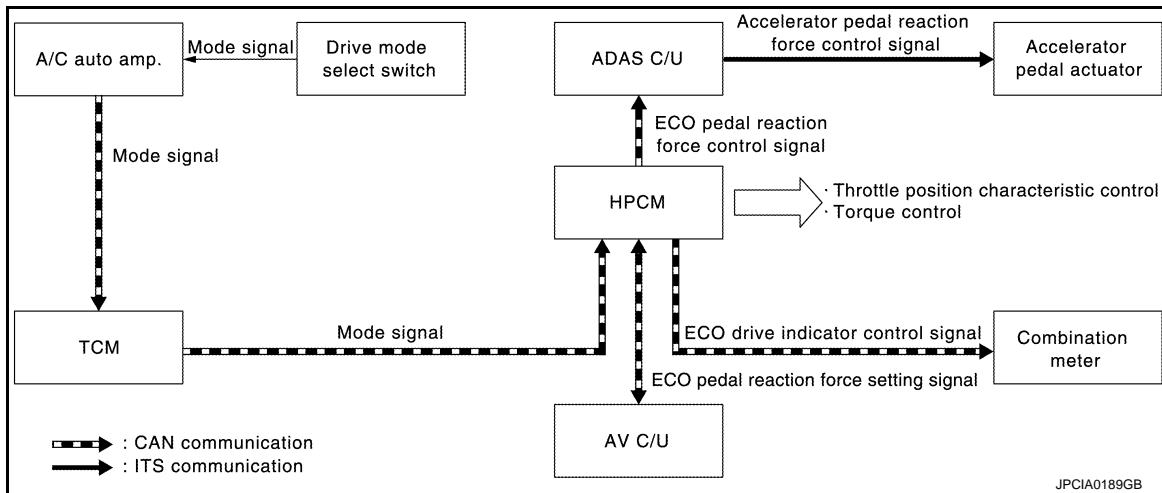 A/C auto amp.
Mode signal
Drive mode
select switch
ADAS C/U
Accelerator pedal reaction
force control signal
Accelerator
pedal actuator
Mode signal
ECO pedal reaction
force control signal
HPCM
· Throttle position characteristic control
· Torque control
TCM
Mode signal
ECO drive indicator control signal
Combination
meter
ECO pedal reaction force setting signal
AV C/U
: CAN communication
: ITS communication
JPCIA0189GB